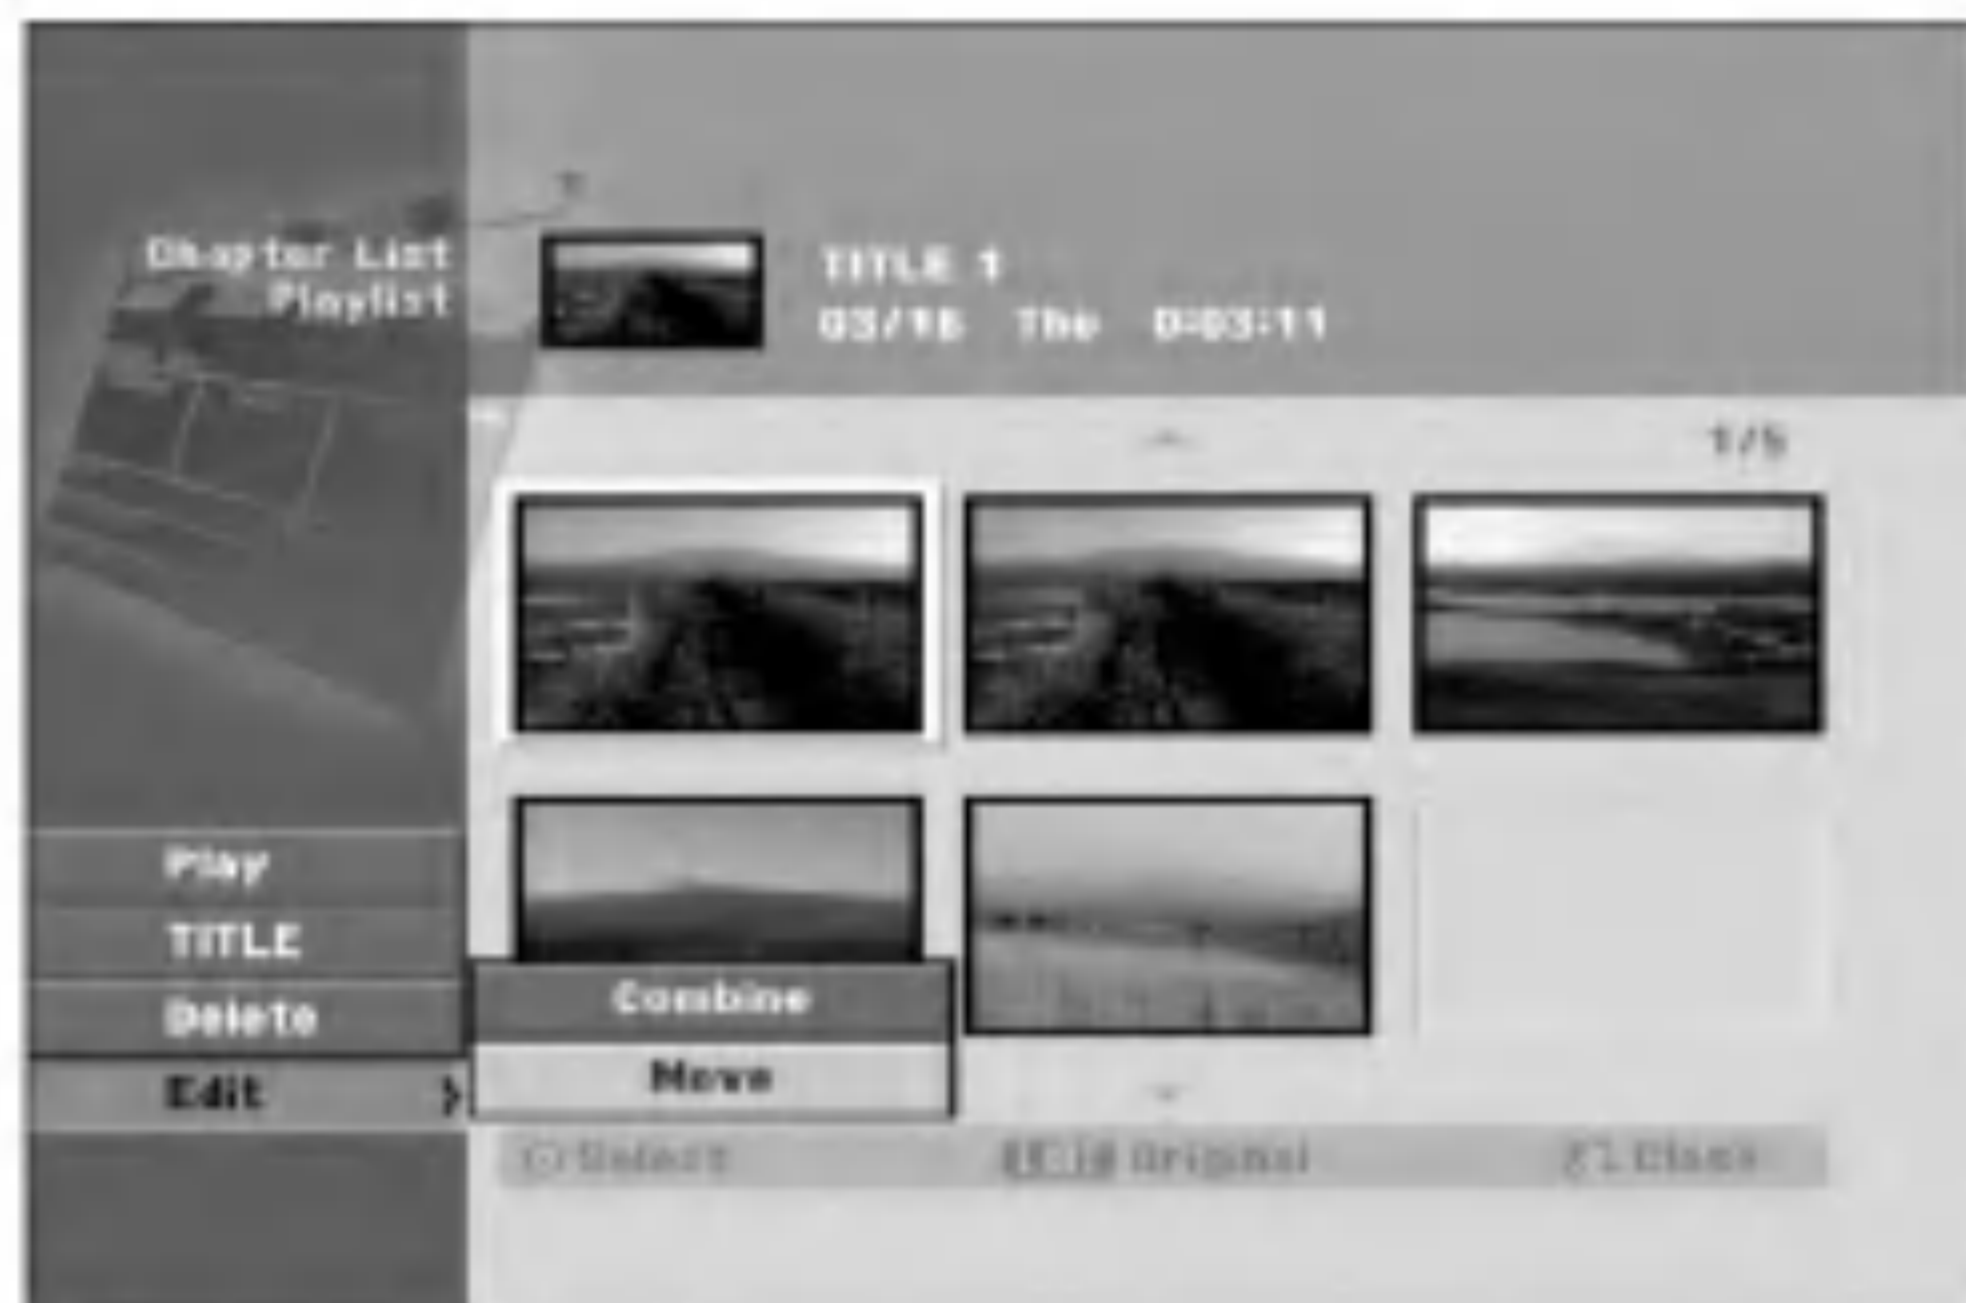 Chapter List
Playlist
TITLE 1
03/16 Thu 0:03:11
1/5
Play
TITLE
Delete
Edit
Combine
Move
Select
Original
Close